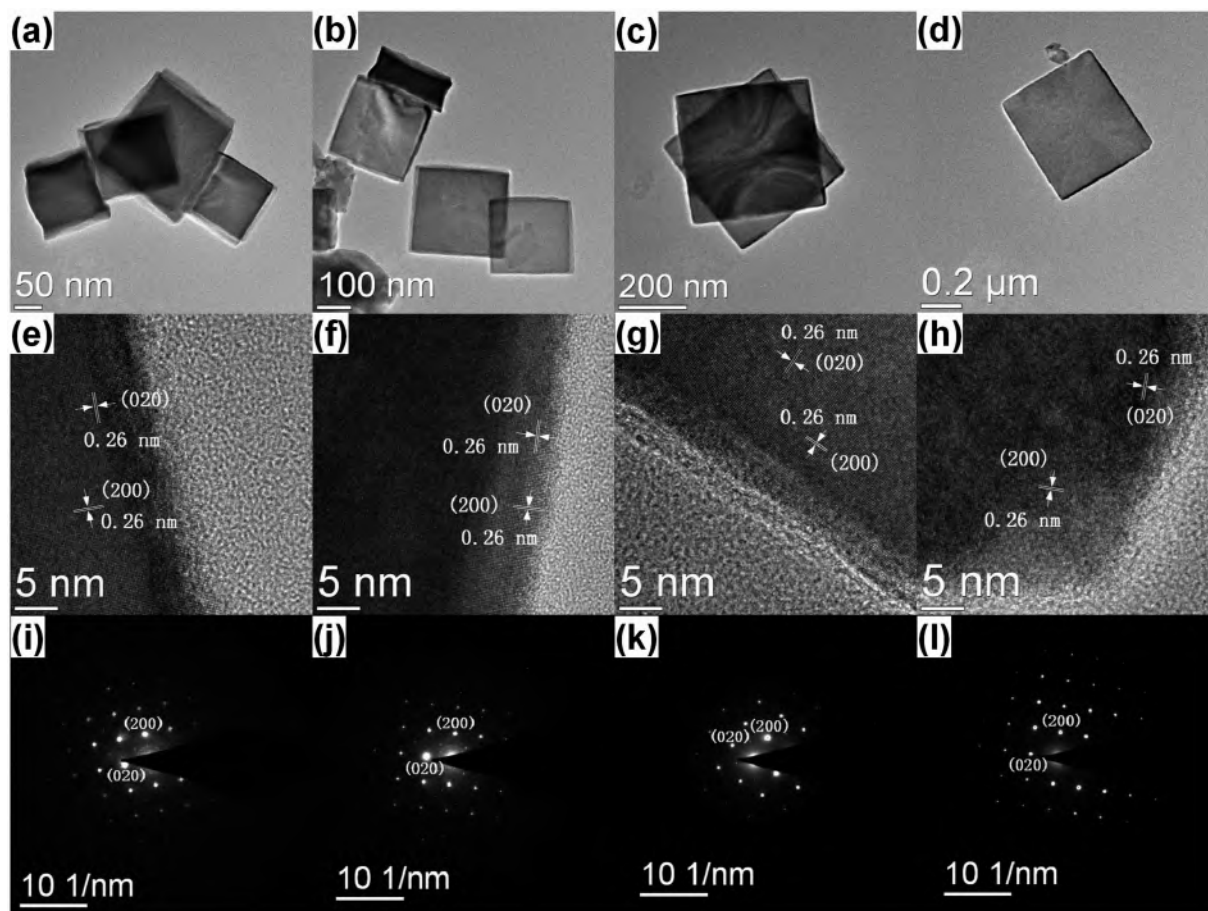 (a)
50 nm
(b)
100 nm
(c)
200 nm
(d)
0.2 μm
(e)
(020)
0.26 nm
(200)
0.26 nm
5 nm
(f)
(020)
0.26 nm
(200)
0.26 nm
5 nm
(g)
0.26 nm
(020)
0.26 nm
(200)
5 nm
(h)
0.26 nm
(020)
(200)
0.26 nm
5 nm
(i)
(200)
(020)
10 1/nm
(j)
(200)
(020)
10 1/nm
(k)
(020) (200)
10 1/nm
(l)
(200)
(020)
10 1/nm